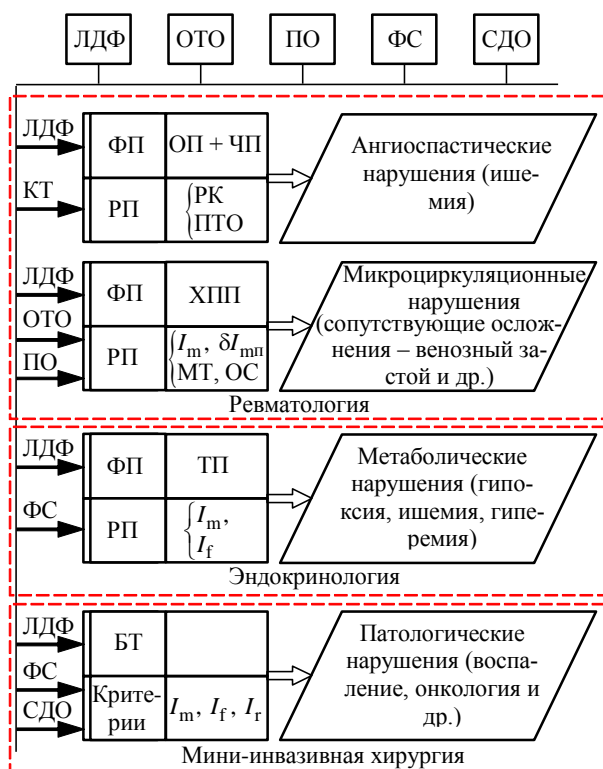 ЛДФ ОТО ПО ФС СДО
ЛДФ
КТ
ФП ОП + ЧП
РП {РК
ПТО
Ангиоспастические
нарушения (ише-
мия)
ЛДФ
ОТО
ПО
ФП ХПП
РП {Im, δImп
МТ, ОС
Микроциркуляционные
нарушения
(сопутствующие ослож-
нения – венозный за-
стой и др.)
Ревматология
ЛДФ
ФС
ФП ТП
РП {Im,
If
Метаболические
нарушения (гипо-
ксия, ишемия, гипе-
ремия)
Эндокринология
ЛДФ
ФС
СДО
БТ
Крите-
рии
Im, If, Ir
Патологические
нарушения (воспа-
ление, онкология и
др.)
Мини-инвазивная хирургия